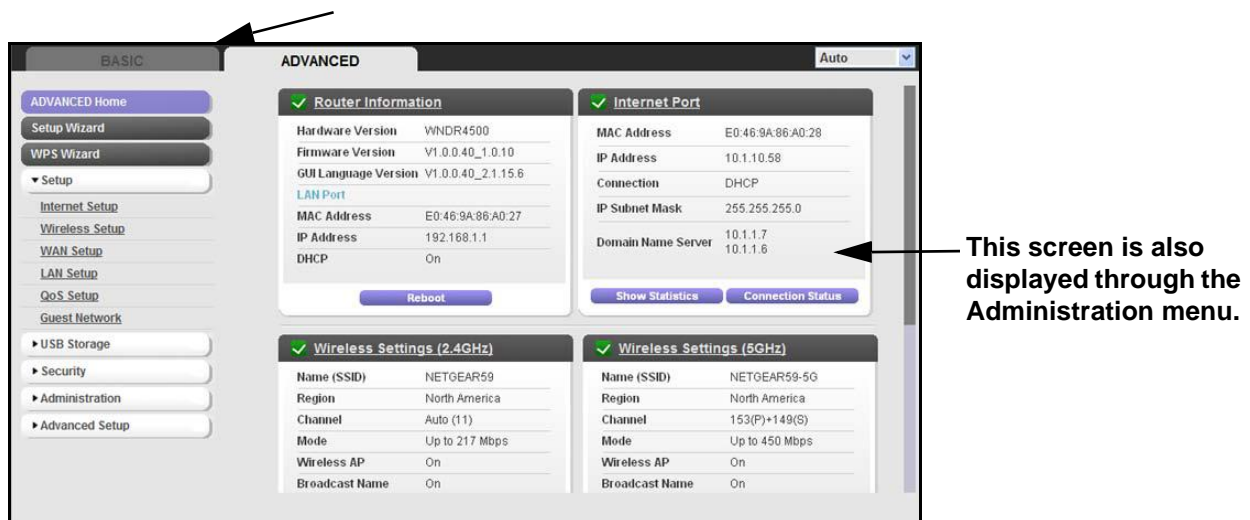 BASIC
ADVANCED
Auto
ADVANCED Home
Setup Wizard
WPS Wizard
Setup
Internet Setup
Wireless Setup
WAN Setup
LAN Setup
QoS Setup
Guest Network
USB Storage
Security
Administration
Advanced Setup
Router Information
Hardware Version WNDR4500
Firmware Version V1.0.0.40_1.0.10
GUI Language Version V1.0.0.40_2.1.15.6
LAN Port
MAC Address E0:46:9A:86:A0:27
IP Address 192.168.1.1
DHCP On
Reboot
Internet Port
MAC Address E0:46:9A:86:A0:28
IP Address 10.1.10.58
Connection DHCP
IP Subnet Mask 255.255.255.0
Domain Name Server 10.1.1.7
10.1.1.6
Show Statistics Connection Status
Wireless Settings (2.4GHz)
Name (SSID) NETGEAR59
Region North America
Channel Auto (11)
Mode Up to 217 Mbps
Wireless AP On
Broadcast Name On
Wireless Settings (5GHz)
Name (SSID) NETGEAR59-5G
Region North America
Channel 153(P)+149(S)
Mode Up to 450 Mbps
Wireless AP On
Broadcast Name On
This screen is also
displayed through the
Administration menu.